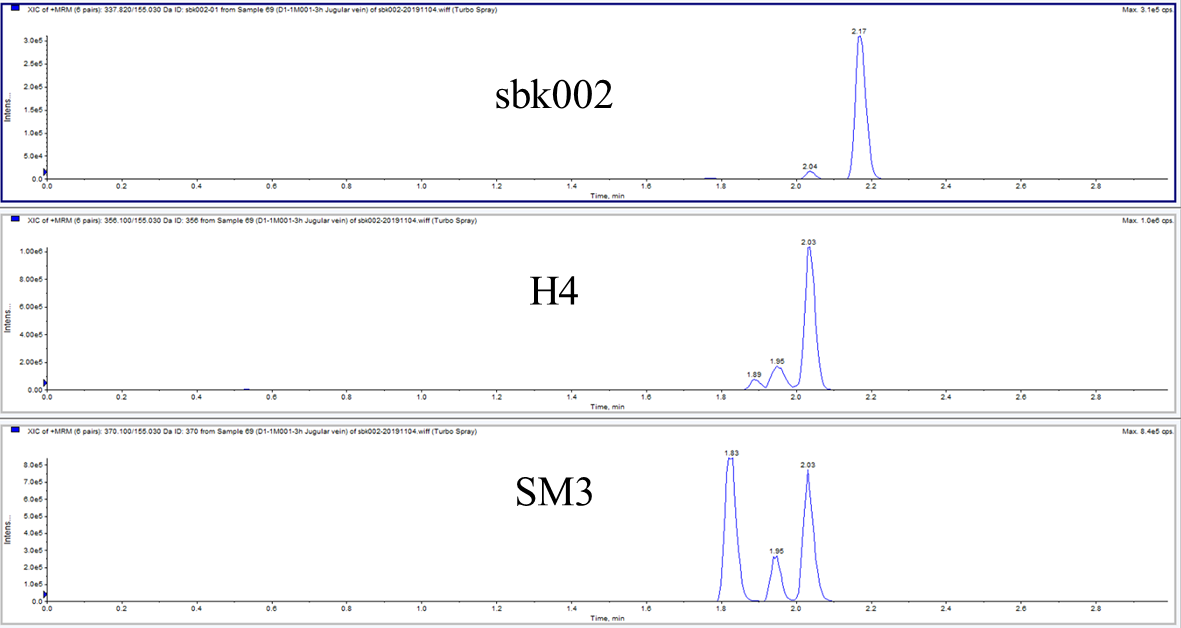 XIC of +MRM (6 pairs): 337.820/155.030 Da ID: sbk002-01 from Sample 69 (D1-1M001-3h Jugular vein) of sbk002-20191104.wiff (Turbo Spray)
Max. 3.1e5 cps.
2.17
3.0e5
2.5e5
sbk002
2.0e5
Intens...
1.5e5
1.0e5
5.0e4
2.04
0.0
0.0 0.2 0.4 0.6 0.8 1.0 1.2 1.4 1.6 1.8 2.0 2.2 2.4 2.6 2.8
Time, min
XIC of +MRM (6 pairs): 356.100/155.030 Da ID: 356 from Sample 69 (D1-1M001-3h Jugular vein) of sbk002-20191104.wiff (Turbo Spray)
Max. 1.0e6 cps.
2.03
1.00e6
8.00e5
H4
6.00e5
Intens...
4.00e5
2.00e5
1.95
1.89
0.00
0.0 0.2 0.4 0.6 0.8 1.0 1.2 1.4 1.6 1.8 2.0 2.2 2.4 2.6 2.8
Time, min
XIC of +MRM (6 pairs): 370.100/155.030 Da ID: 370 from Sample 69 (D1-1M001-3h Jugular vein) of sbk002-20191104.wiff (Turbo Spray)
Max. 8.4e5 cps.
1.83
2.03
8.0e5
7.0e5
SM3
6.0e5
5.0e5
Intens...
4.0e5
3.0e5
1.95
2.0e5
1.0e5
0.0
0.0 0.2 0.4 0.6 0.8 1.0 1.2 1.4 1.6 1.8 2.0 2.2 2.4 2.6 2.8
Time, min